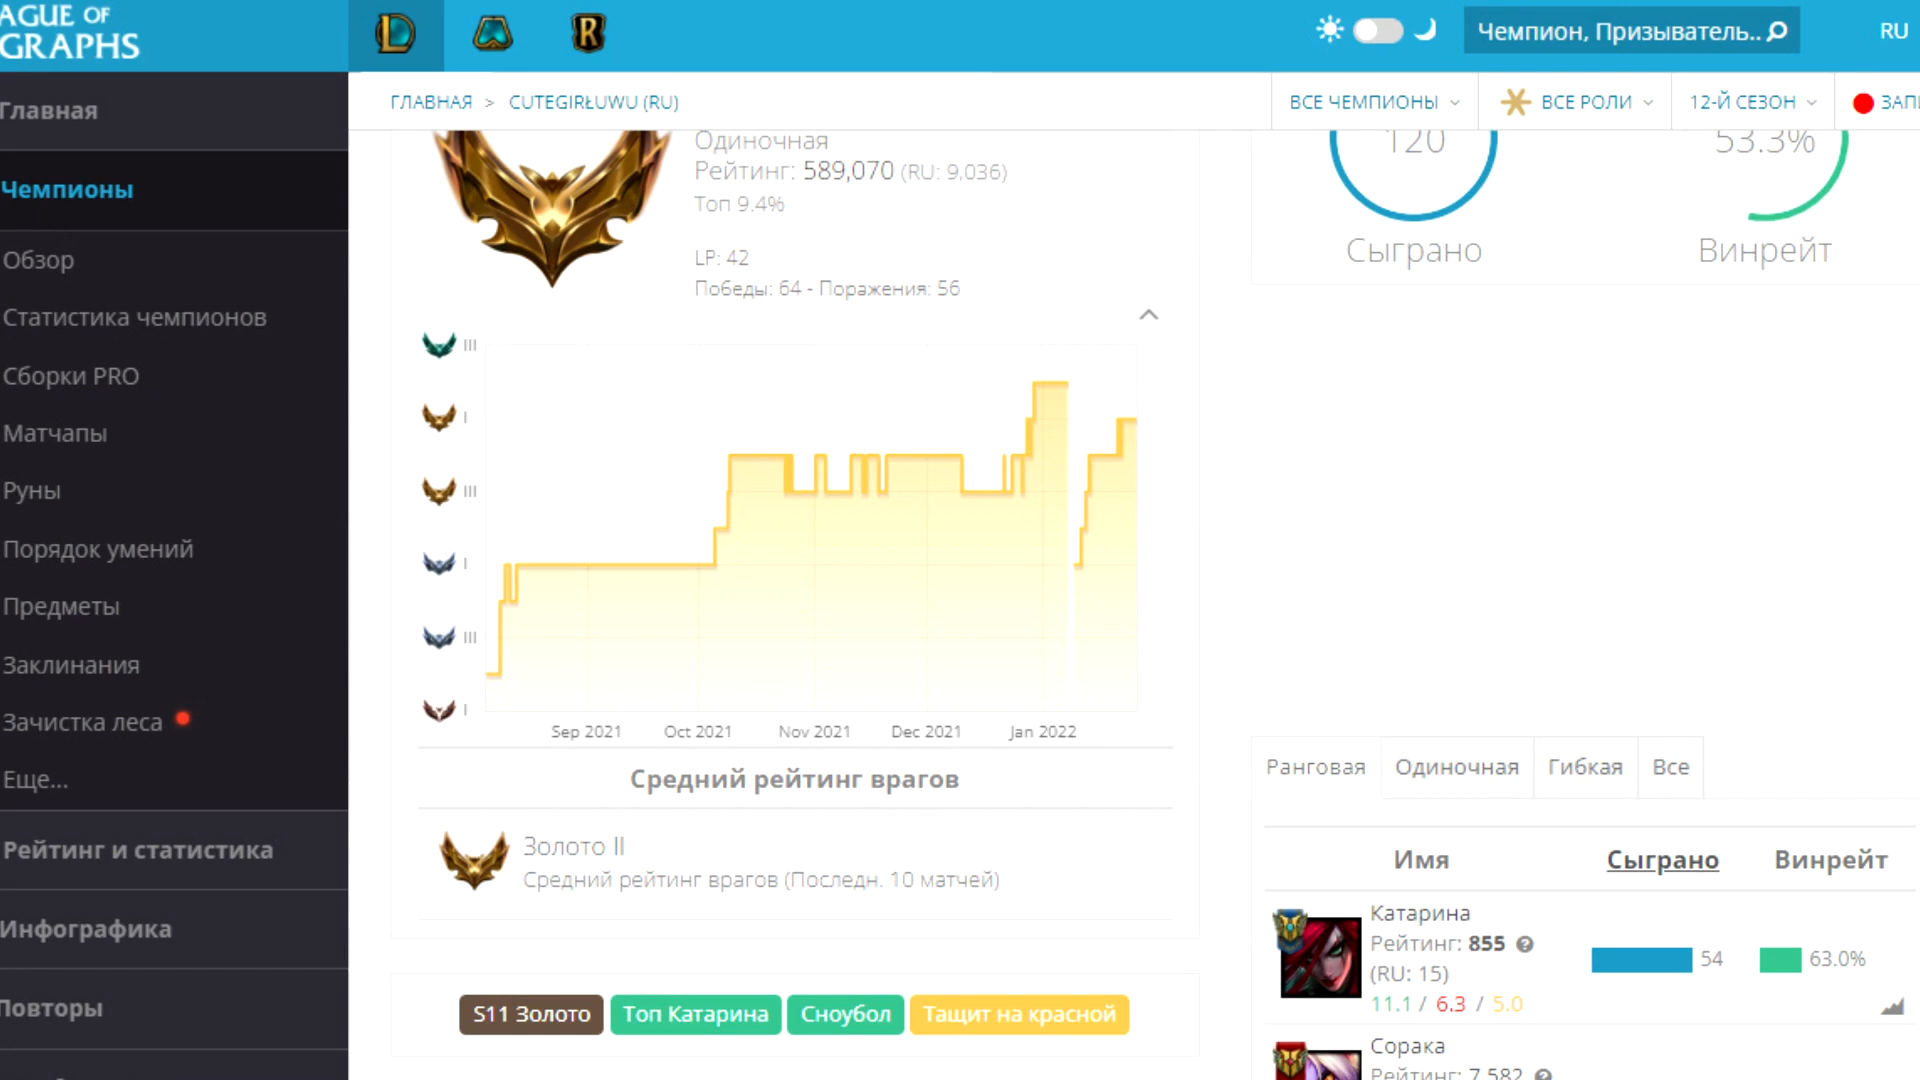 AGUE OF
GRAPHS
Чемпион, Призыватель..
RU
ГЛАВНАЯ > CUTEGIRŁUWU (RU)
ВСЕ ЧЕМПИОНЫ
ВСЕ РОЛИ
12-Й СЕЗОН
ЗАПИ
Главная
Чемпионы
Обзор
Статистика чемпионов
Сборки PRO
Матчапы
Руны
Порядок умений
Предметы
Заклинания
Зачистка леса
Еще...
Рейтинг и статистика
Инфографика
Повторы
Одиночная
Рейтинг: 589,070 (RU: 9,036)
Топ 9.4%
LP: 42
Победы: 64 - Поражения: 56
III
I
III
I
III
I
Sep 2021
Oct 2021
Nov 2021
Dec 2021
Jan 2022
Средний рейтинг врагов
Золото II
Средний рейтинг врагов (Последн. 10 матчей)
S11 Золото
Топ Катарина
Сноубол
Тащит на красной
120
Сыграно
53.3%
Винрейт
Ранговая
Одиночная
Гибкая
Все
Имя
Сыграно
Винрейт
Катарина
Рейтинг: 855
(RU: 15)
11.1 / 6.3 / 5.0
54
63.0%
Сорака
Рейтинг: 7,582